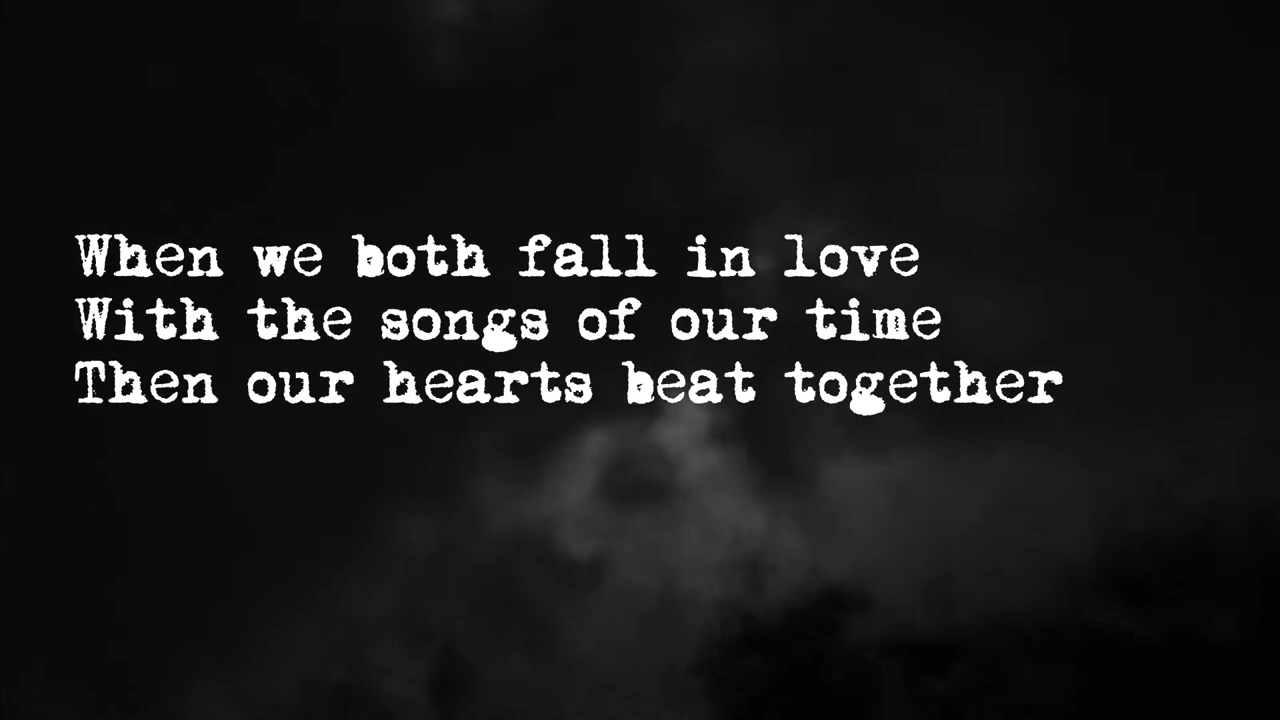 When we both fall in love
With the songs of our time
Then our hearts beat together